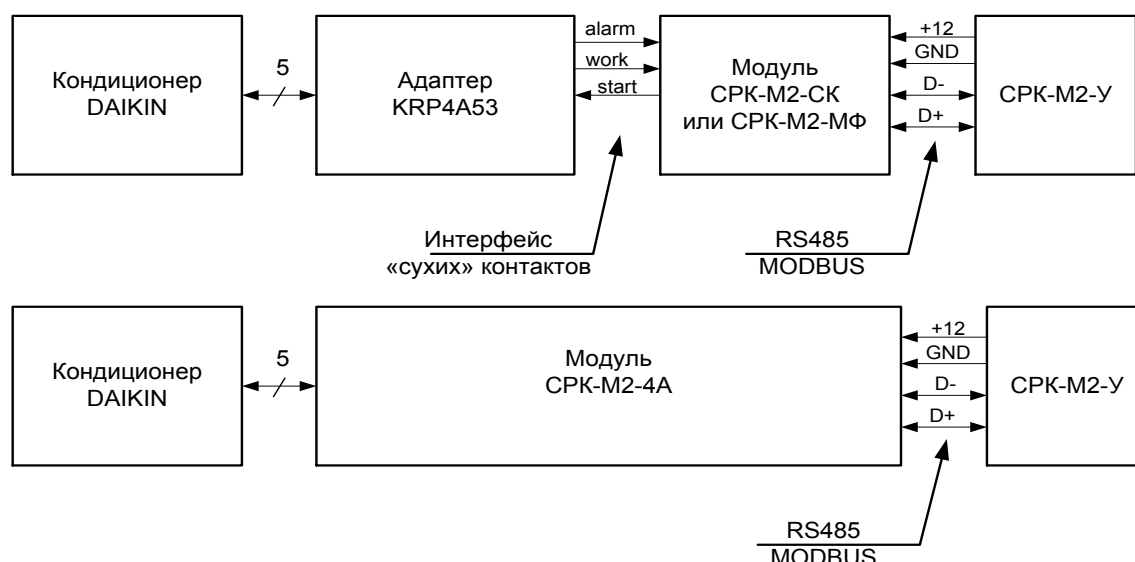 Кондиционер
DAIKIN
5
Адаптер
KRP4A53
alarm
work
start
Модуль
СРК-М2-СК
или СРК-М2-МФ
+12
GND
D-
D+
СРК-М2-У
Интерфейс
«сухих» контактов
RS485
MODBUS
Кондиционер
DAIKIN
5
Модуль
СРК-М2-4А
+12
GND
D-
D+
СРК-М2-У
RS485
MODBUS